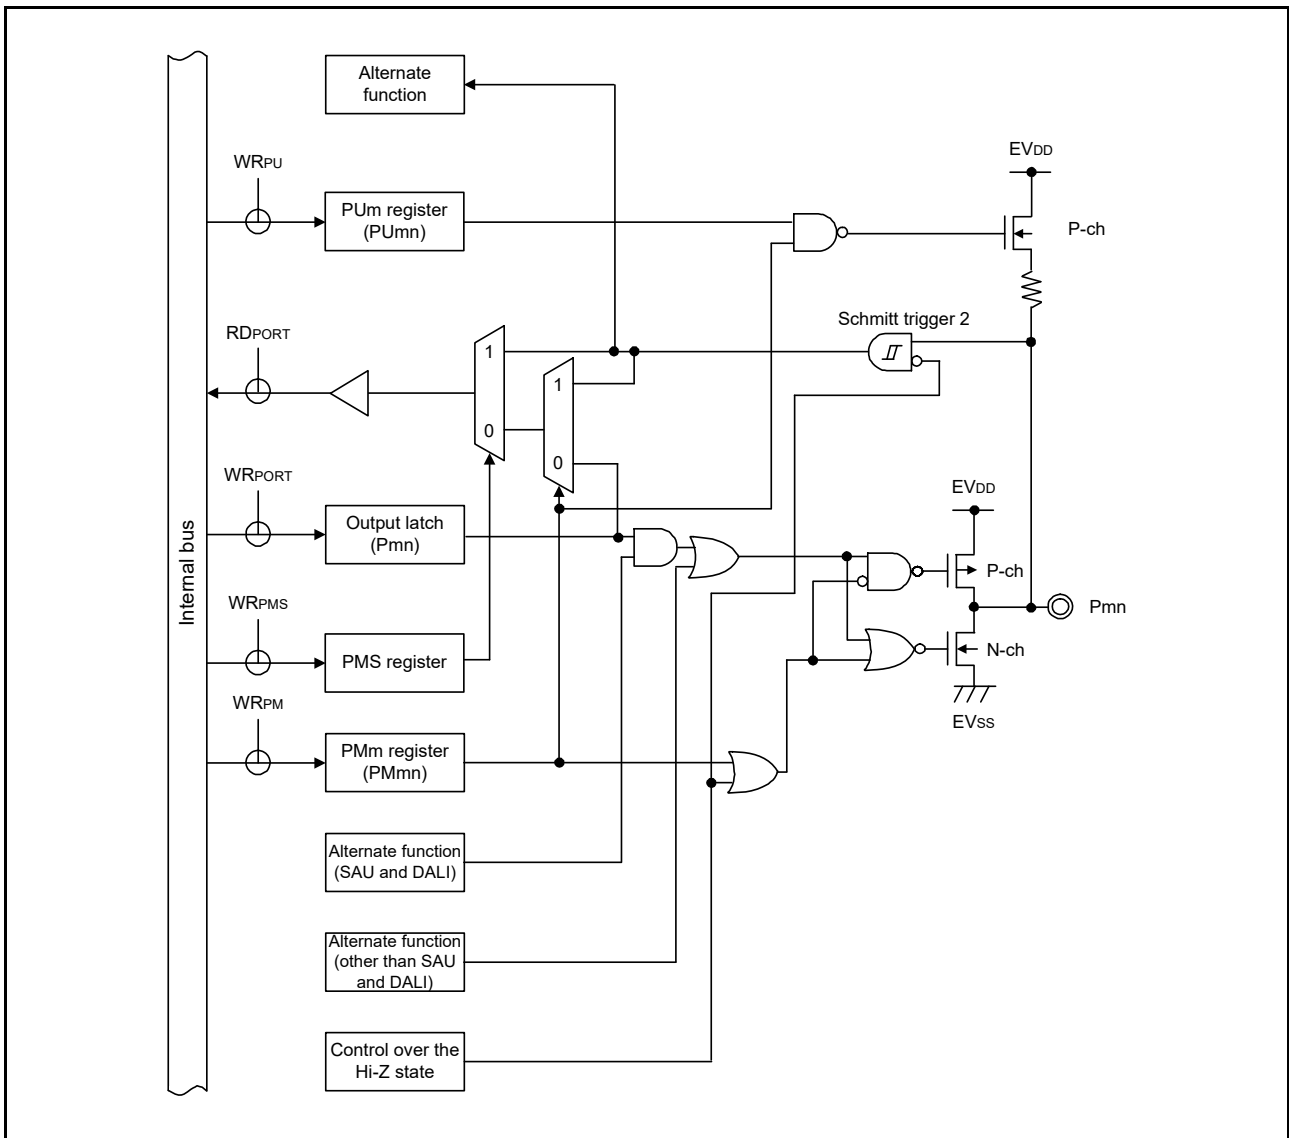 Alternate
function
EVDD
WRPU
PUm register
(PUmn)
P-ch
Schmitt trigger 2
RDPORT
1
1
0
0
WRPORT
EVDD
Output latch
(Pmn)
P-ch
Internal bus
WRPMS
Pmn
PMS register
N-ch
WRPM
EVSS
PMm register
(PMmn)
Alternate function
(SAU and DALI)
Alternate function
(other than SAU
and DALI)
Control over the
Hi-Z state